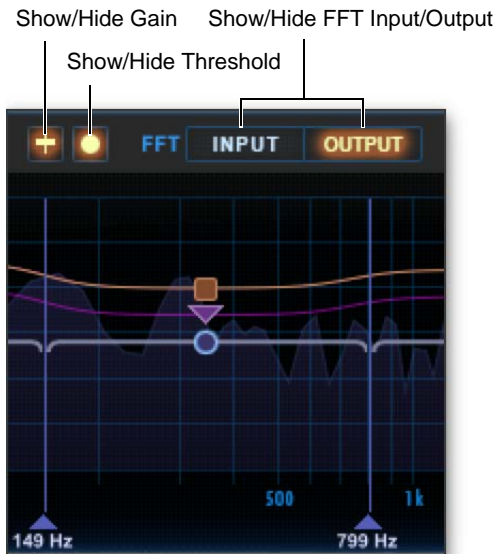 Show/Hide Gain
Show/Hide FFT Input/Output
Show/Hide Threshold
FFT INPUT OUTPUT
500 1k
149 Hz 799 Hz